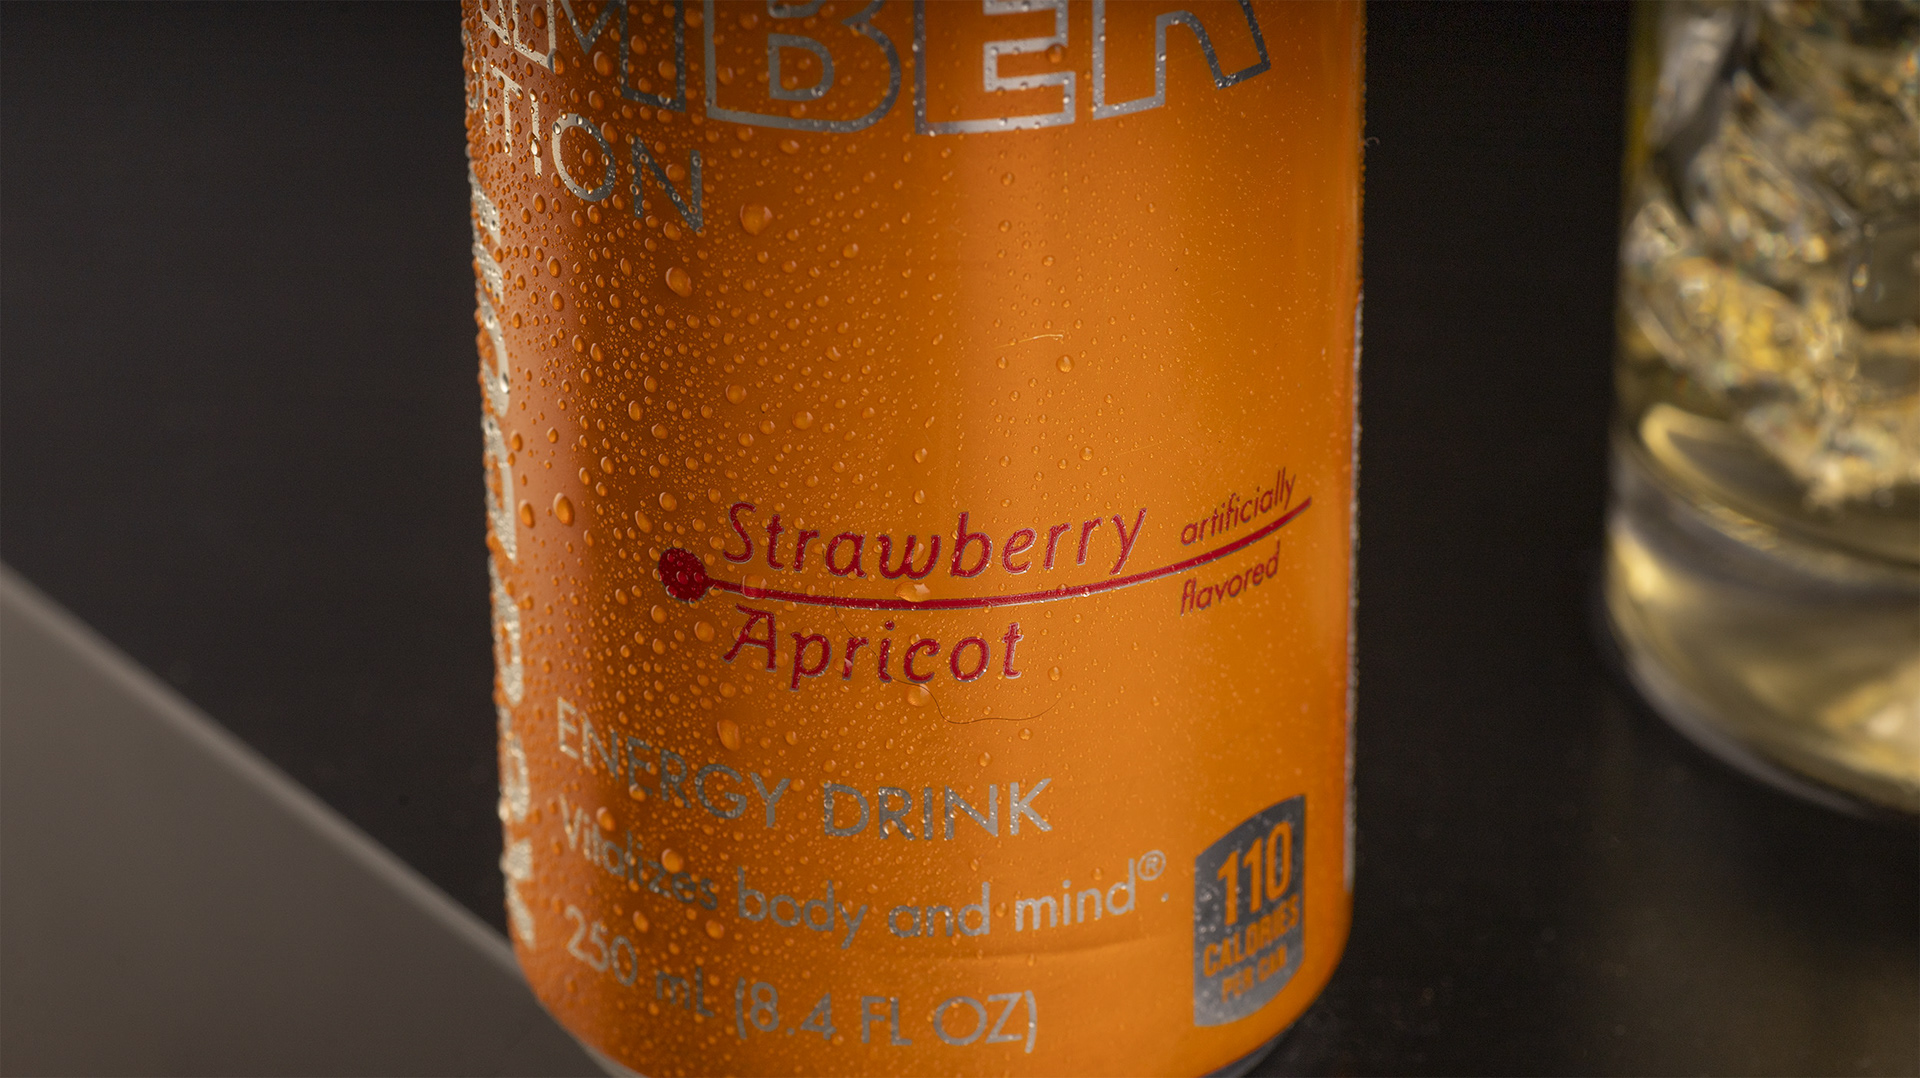 MBER
TION
Strawberry
artificially
Apricot
flavored
ENERGY DRINK
Vitalizes body and mind®.
250 mL (8.4 FL OZ)
110
CALORIES
PER CAN